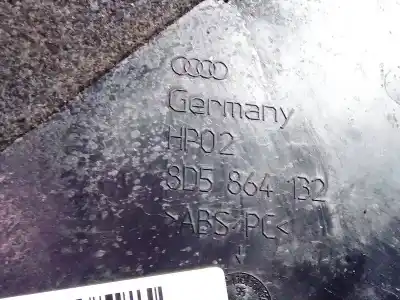 Germany
HP02
8D5 864 132
>ABS-PC<